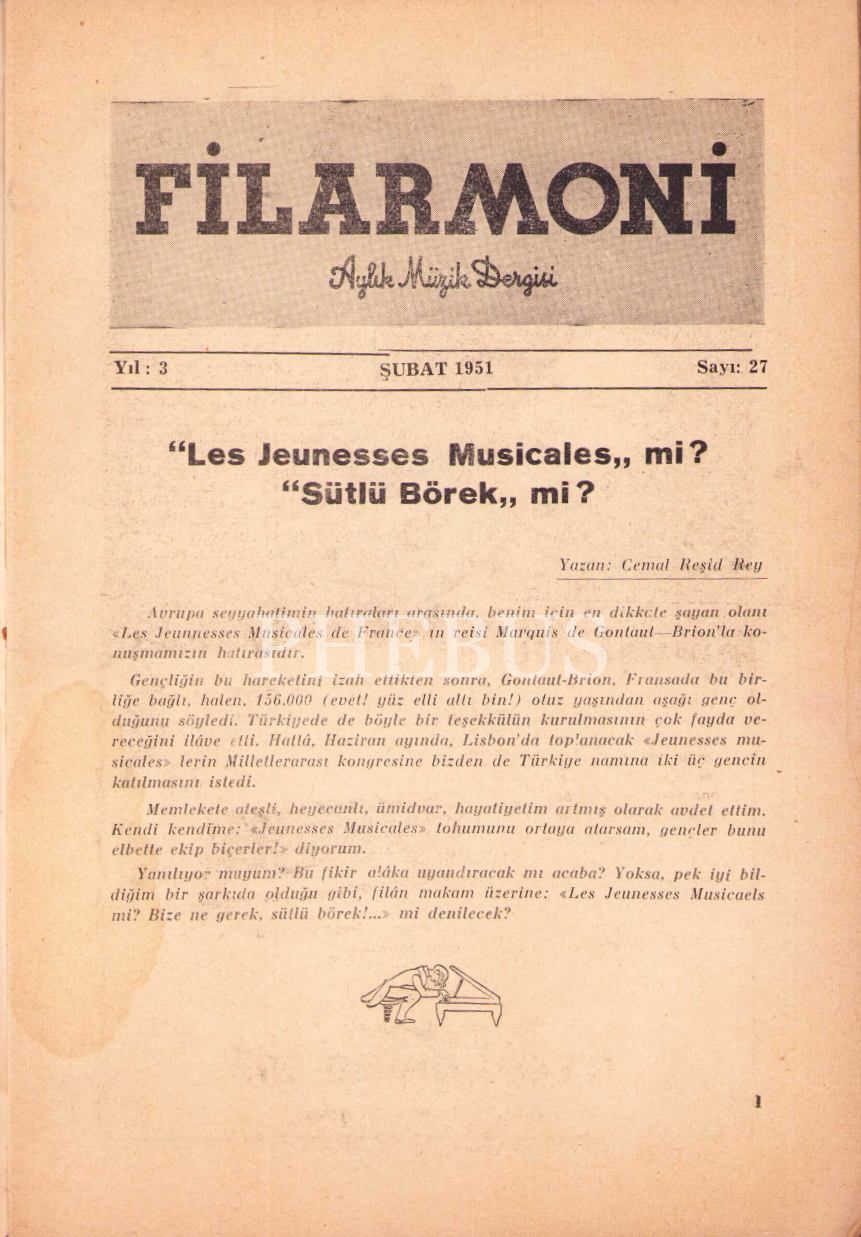 FİLARMONİ
Aylık Müzik Dergisi
Yıl : 3 ŞUBAT 1951 Sayı: 27
“Les Jeunesses Musicales,, mi?
“Sütlü Börek,, mi?
Yazan: Cemal Reşid Rey
Avrupa seyyahatimin hatıraları arasında, benim için en dikkate şayan olanı
«Les Jeunnesses Musicales de France» ın reisi Marquis de Gontaut—Brion'la ko-
nuşmamızın hatırasıdır.
Gençliğin bu hareketini izah ettikten sonra, Gontaut-Brion, Fransada bu bir-
liğe bağlı, halen, 156.000 (evet! yüz elli altı bin!) otuz yaşından aşağı genç ol-
duğunu söyledi. Türkiyede de böyle bir teşekkülün kurulmasının çok fayda ve-
receğini ilâve etti. Hattâ, Haziran ayında, Lisbon'da toplanacak «Jeunesses mu-
sicales» lerin Milletlerarası kongresine bizden de Türkiye namına iki üç gencin
katılmasını istedi.
Memlekete ateşli, heyecanlı, ümidvar, hayatiyetim artmış olarak avdet ettim.
Kendi kendime: «Jeunesses Musicales» tohumunu ortaya atarsam, gençler bunu
elbette ekip biçerler!» diyorum.
Yanılıyor muyum? Bu fikir alâka uyandıracak mı acaba? Yoksa, pek iyi bil-
diğim bir şarkıda olduğu gibi, filân makam üzerine: «Les Jeunesses Musicaels
mi? Bize ne gerek, sütlü börek!...» mi denilecek?
PHEBUS
1